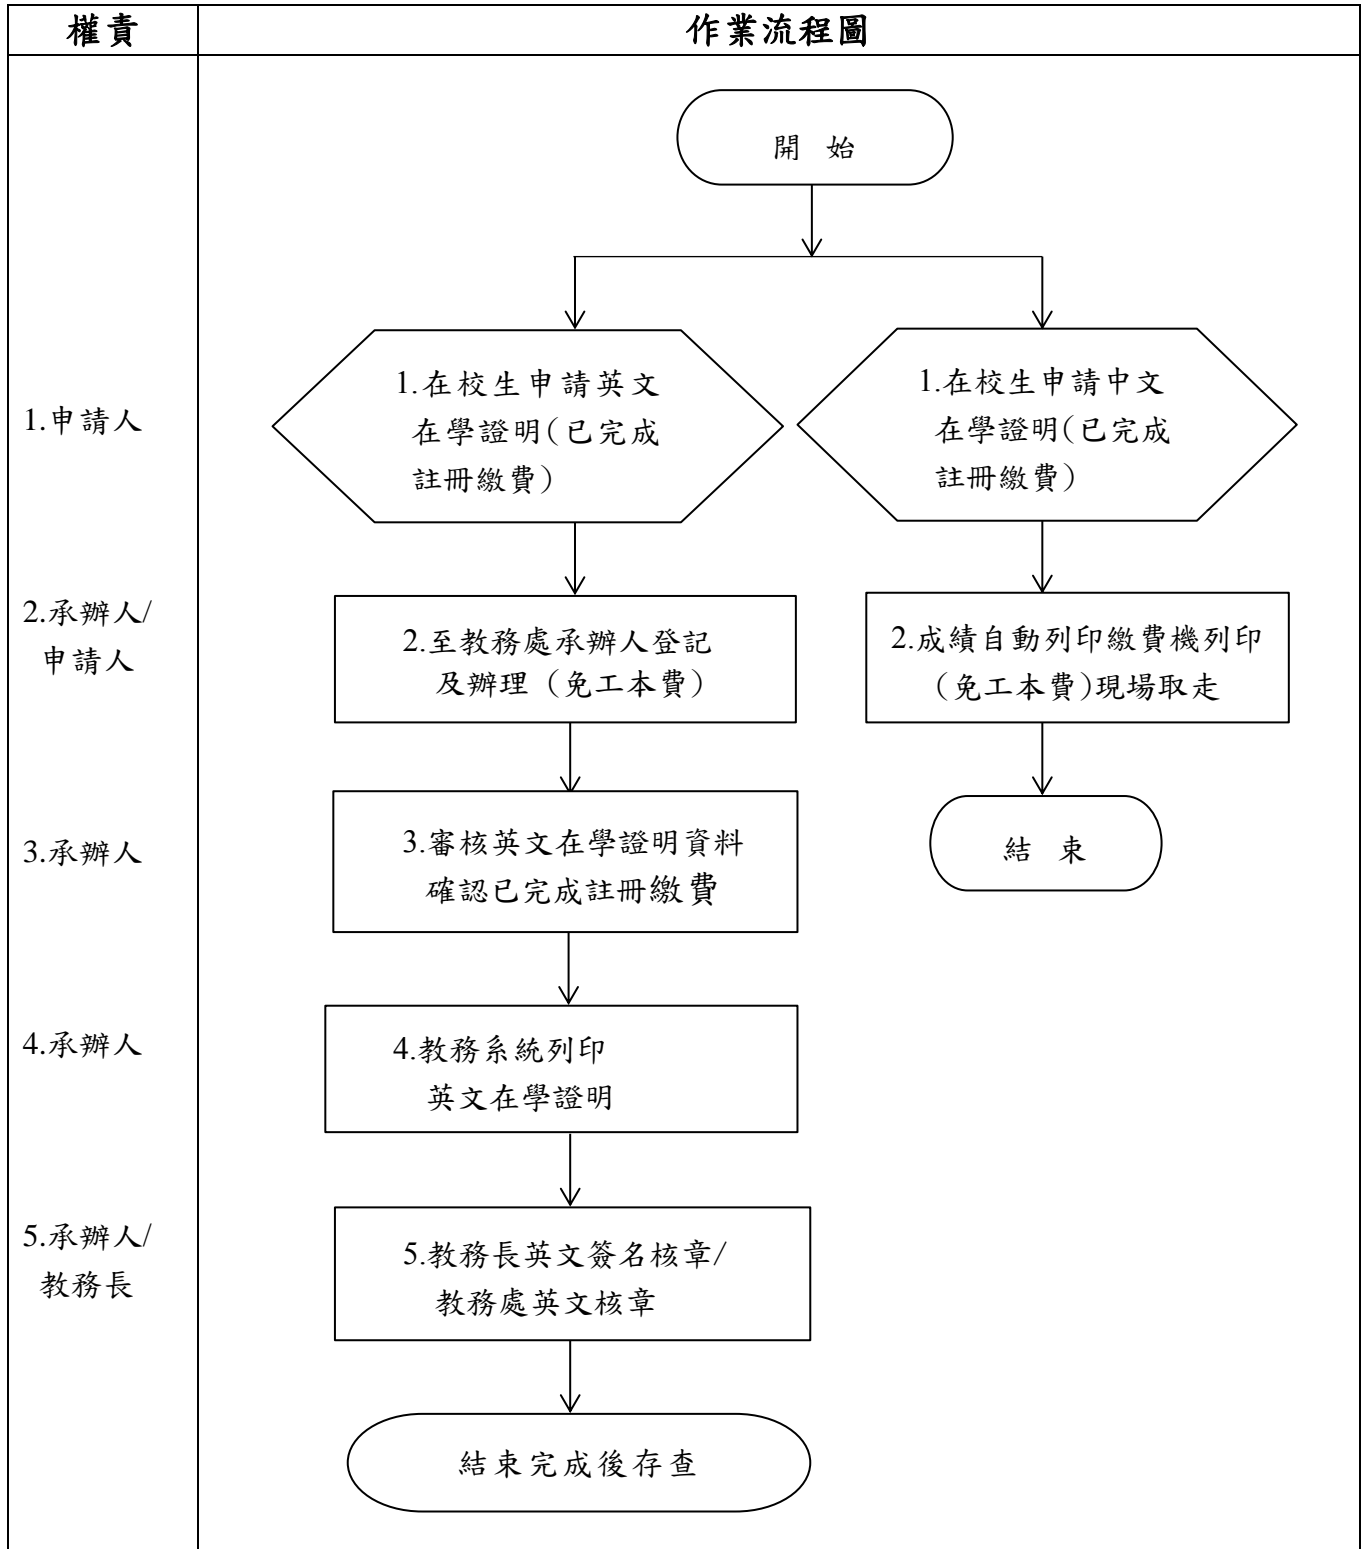 權責
作業流程圖
開 始
1.申請人
1.在校生申請英文
在學證明(已完成
註冊繳費)
1.在校生申請中文
在學證明(已完成
註冊繳費)
2.承辦人/
申請人
2.至教務處承辦人登記
及辦理(免工本費)
2.成績自動列印繳費機列印
(免工本費)現場取走
3.承辦人
3.審核英文在學證明資料
確認已完成註冊繳費
結 束
4.承辦人
4.教務系統列印
英文在學證明
5.承辦人/
教務長
5.教務長英文簽名核章/
教務處英文核章
結束完成後存查